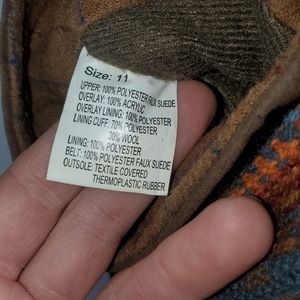 Size: 11
UPPER: 100% POLYESTER FAUX SUEDE
OVERLAY: 100% ACRYLIC
OVERLAY LINING: 100% POLYESTER
LINING CUFF: 70% POLYESTER
30% WOOL
LINING: 100% POLYESTER
BELT: 100% POLYESTER FAUX SUEDE
OUTSOLE: TEXTILE COVERED
THERMOPLASTIC RUBBER